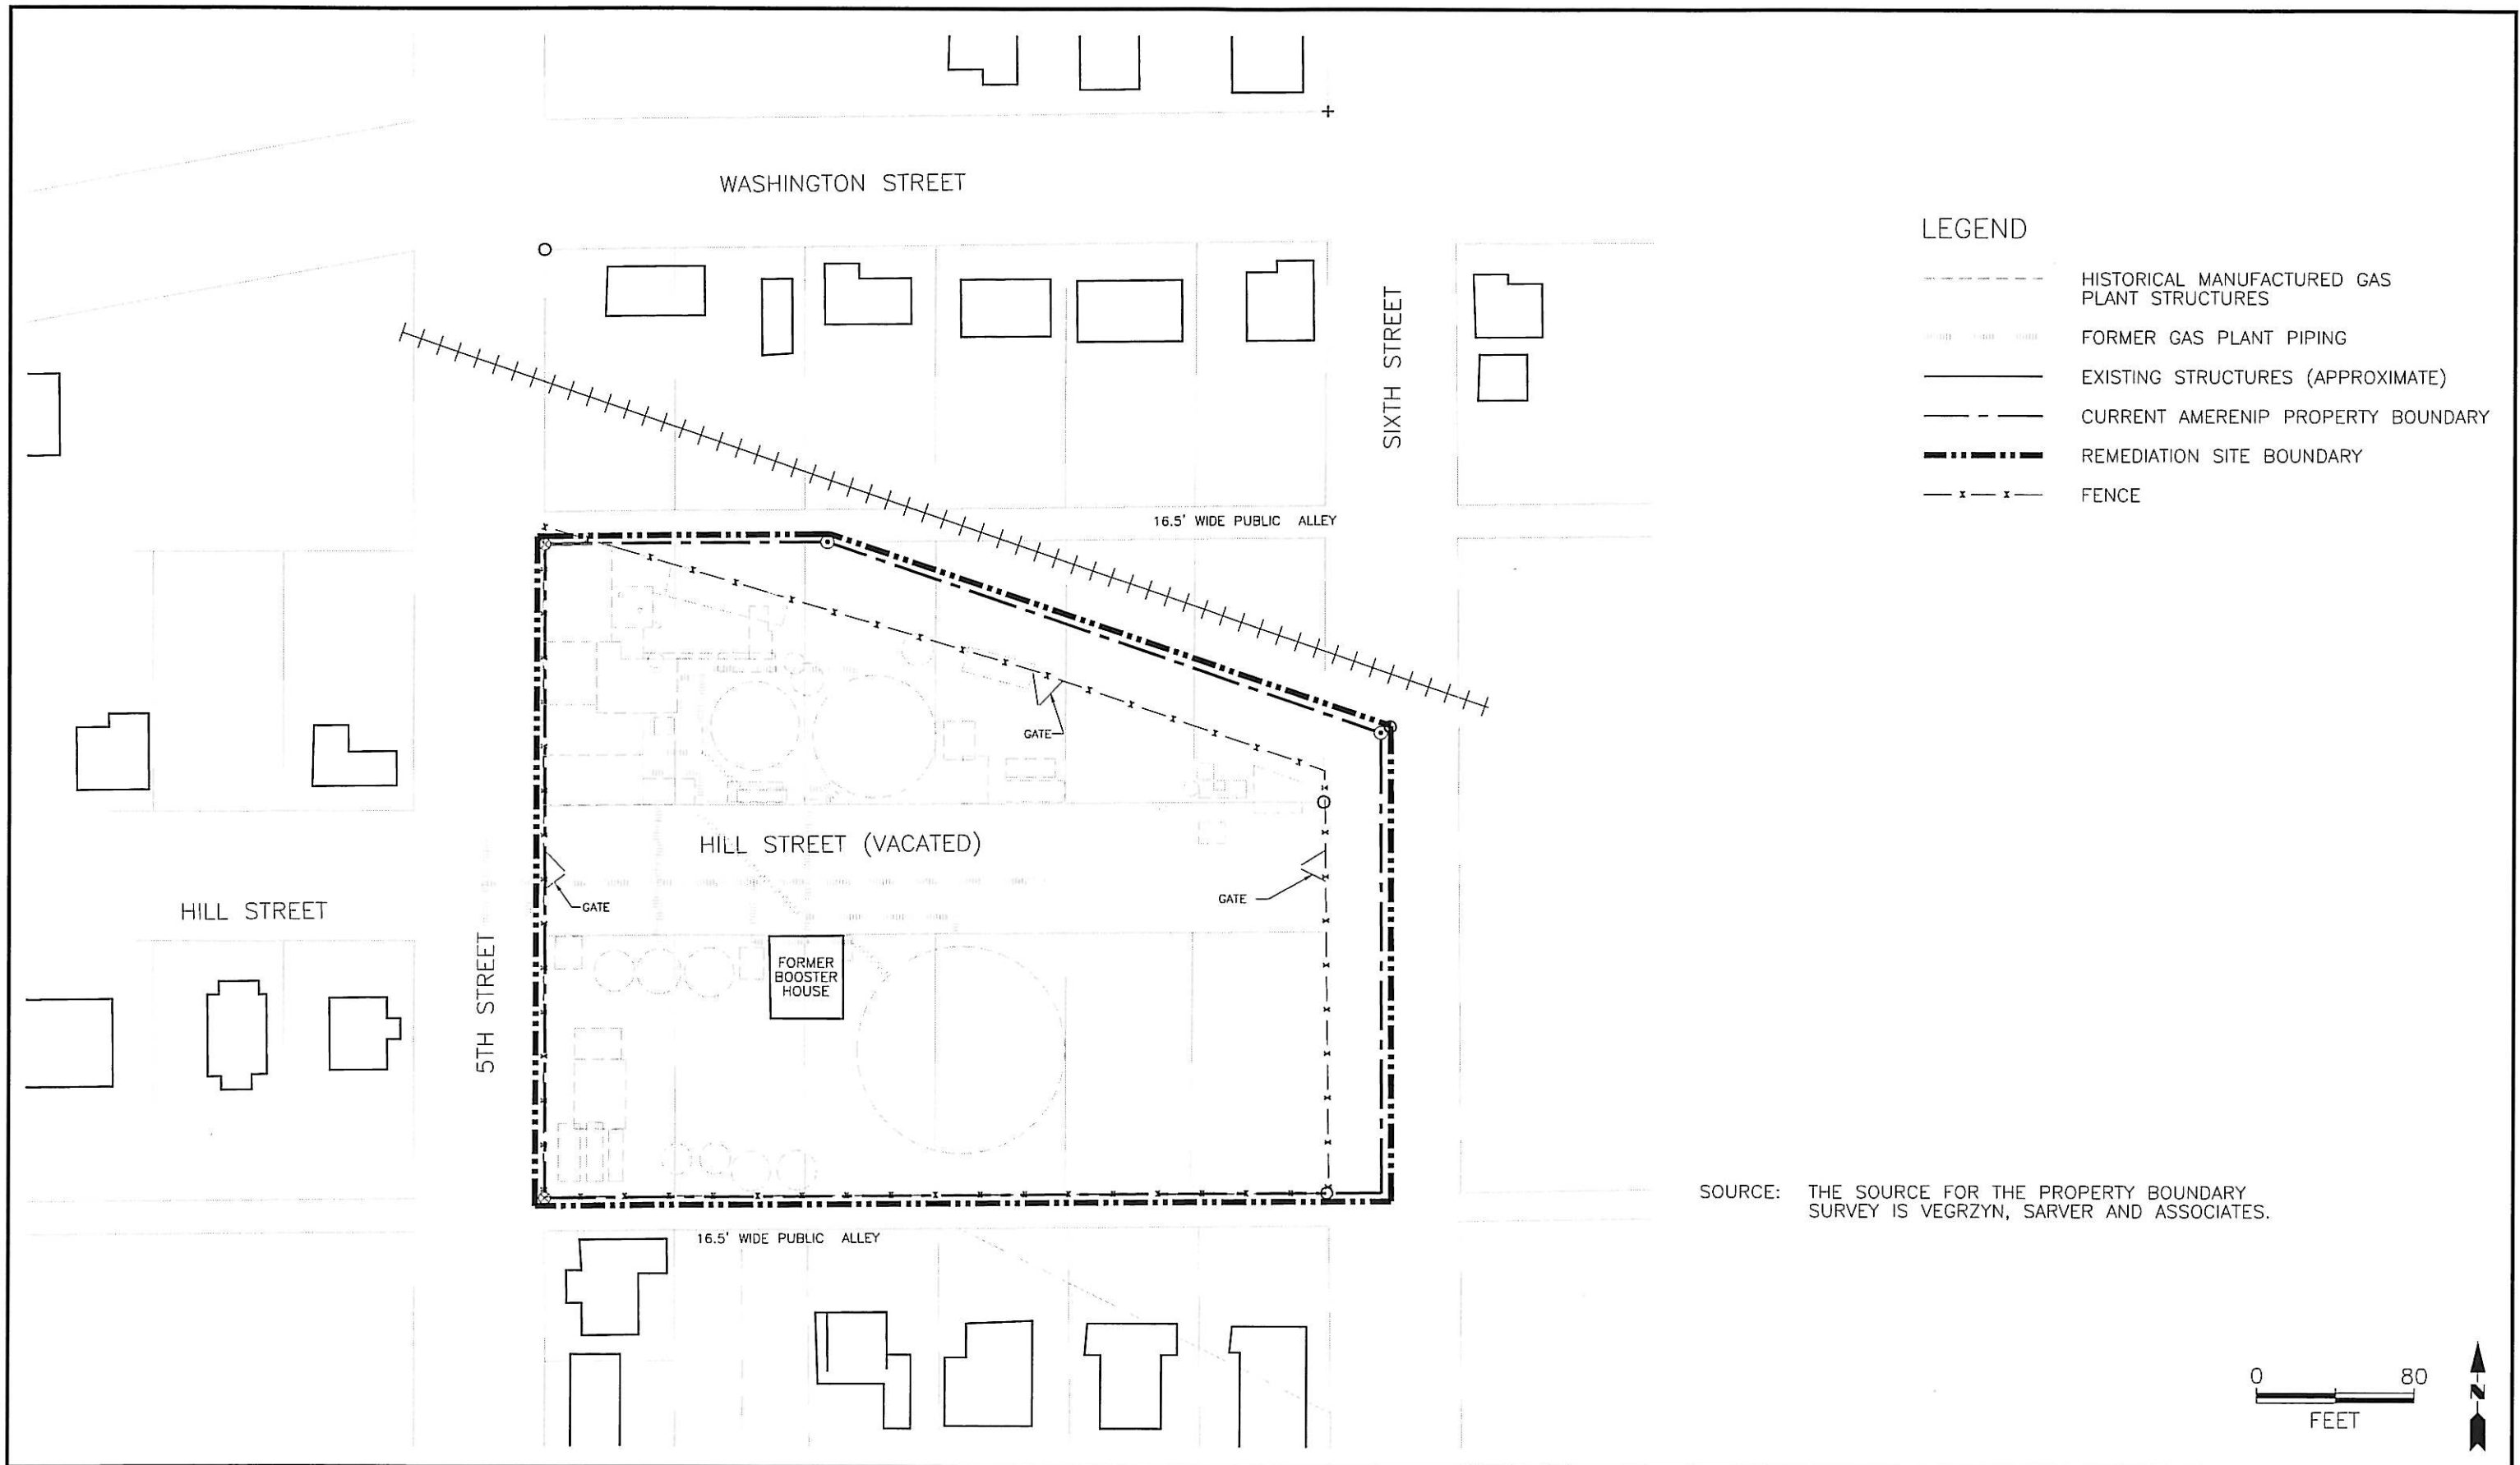 WASHINGTON STREET
LEGEND
HISTORICAL MANUFACTURED GAS
PLANT STRUCTURES
FORMER GAS PLANT PIPING
EXISTING STRUCTURES (APPROXIMATE)
CURRENT AMERENIP PROPERTY BOUNDARY
REMEDIATION SITE BOUNDARY
FENCE
SIXTH STREET
16.5' WIDE PUBLIC ALLEY
GATE
HILL STREET (VACATED)
GATE
GATE
HILL STREET
5TH STREET
FORMER
BOOSTER
HOUSE
SOURCE: THE SOURCE FOR THE PROPERTY BOUNDARY
SURVEY IS VEGRZYN, SARVER AND ASSOCIATES.
16.5' WIDE PUBLIC ALLEY
0 80
FEET
N